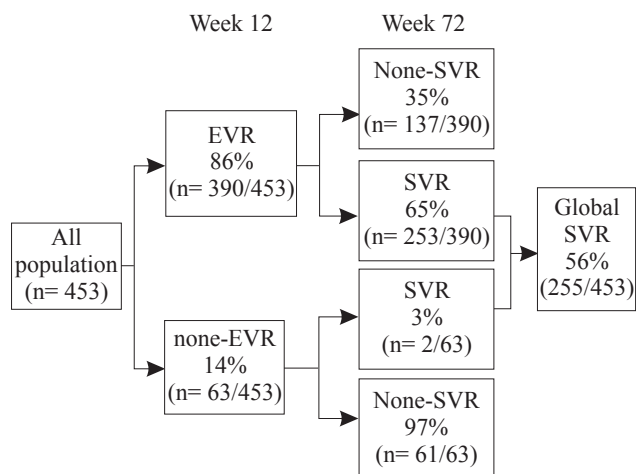 Week 12
Week 72
All
population
(n= 453)
EVR
86%
(n= 390/453)
none-EVR
14%
(n= 63/453)
None-SVR
35%
(n= 137/390)
SVR
65%
(n= 253/390)
SVR
3%
(n= 2/63)
None-SVR
97%
(n= 61/63)
Global
SVR
56%
(255/453)